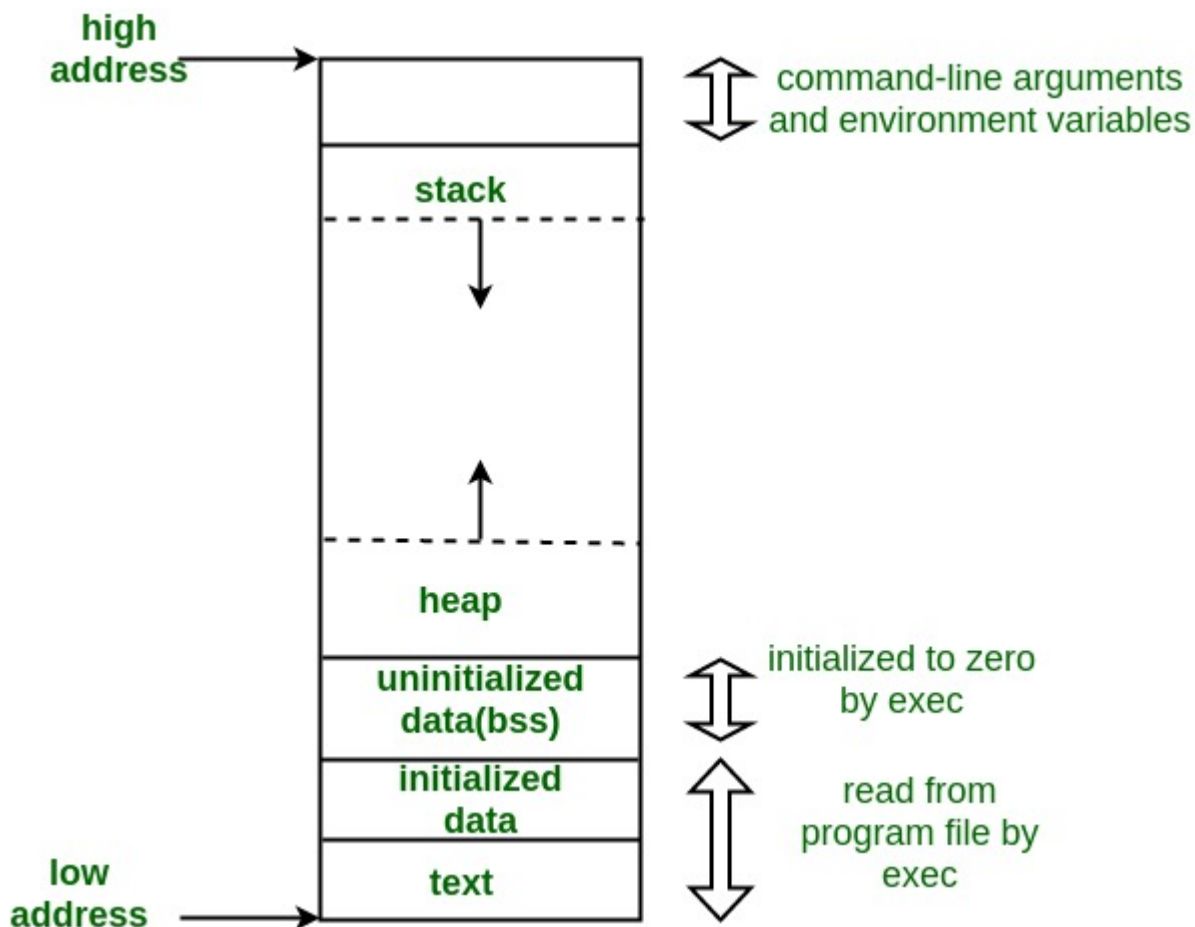 high
address
command-line arguments
and environment variables
stack
heap
uninitialized
data(bss)
initialized to zero
by exec
initialized
data
read from
program file by
exec
text
low
address